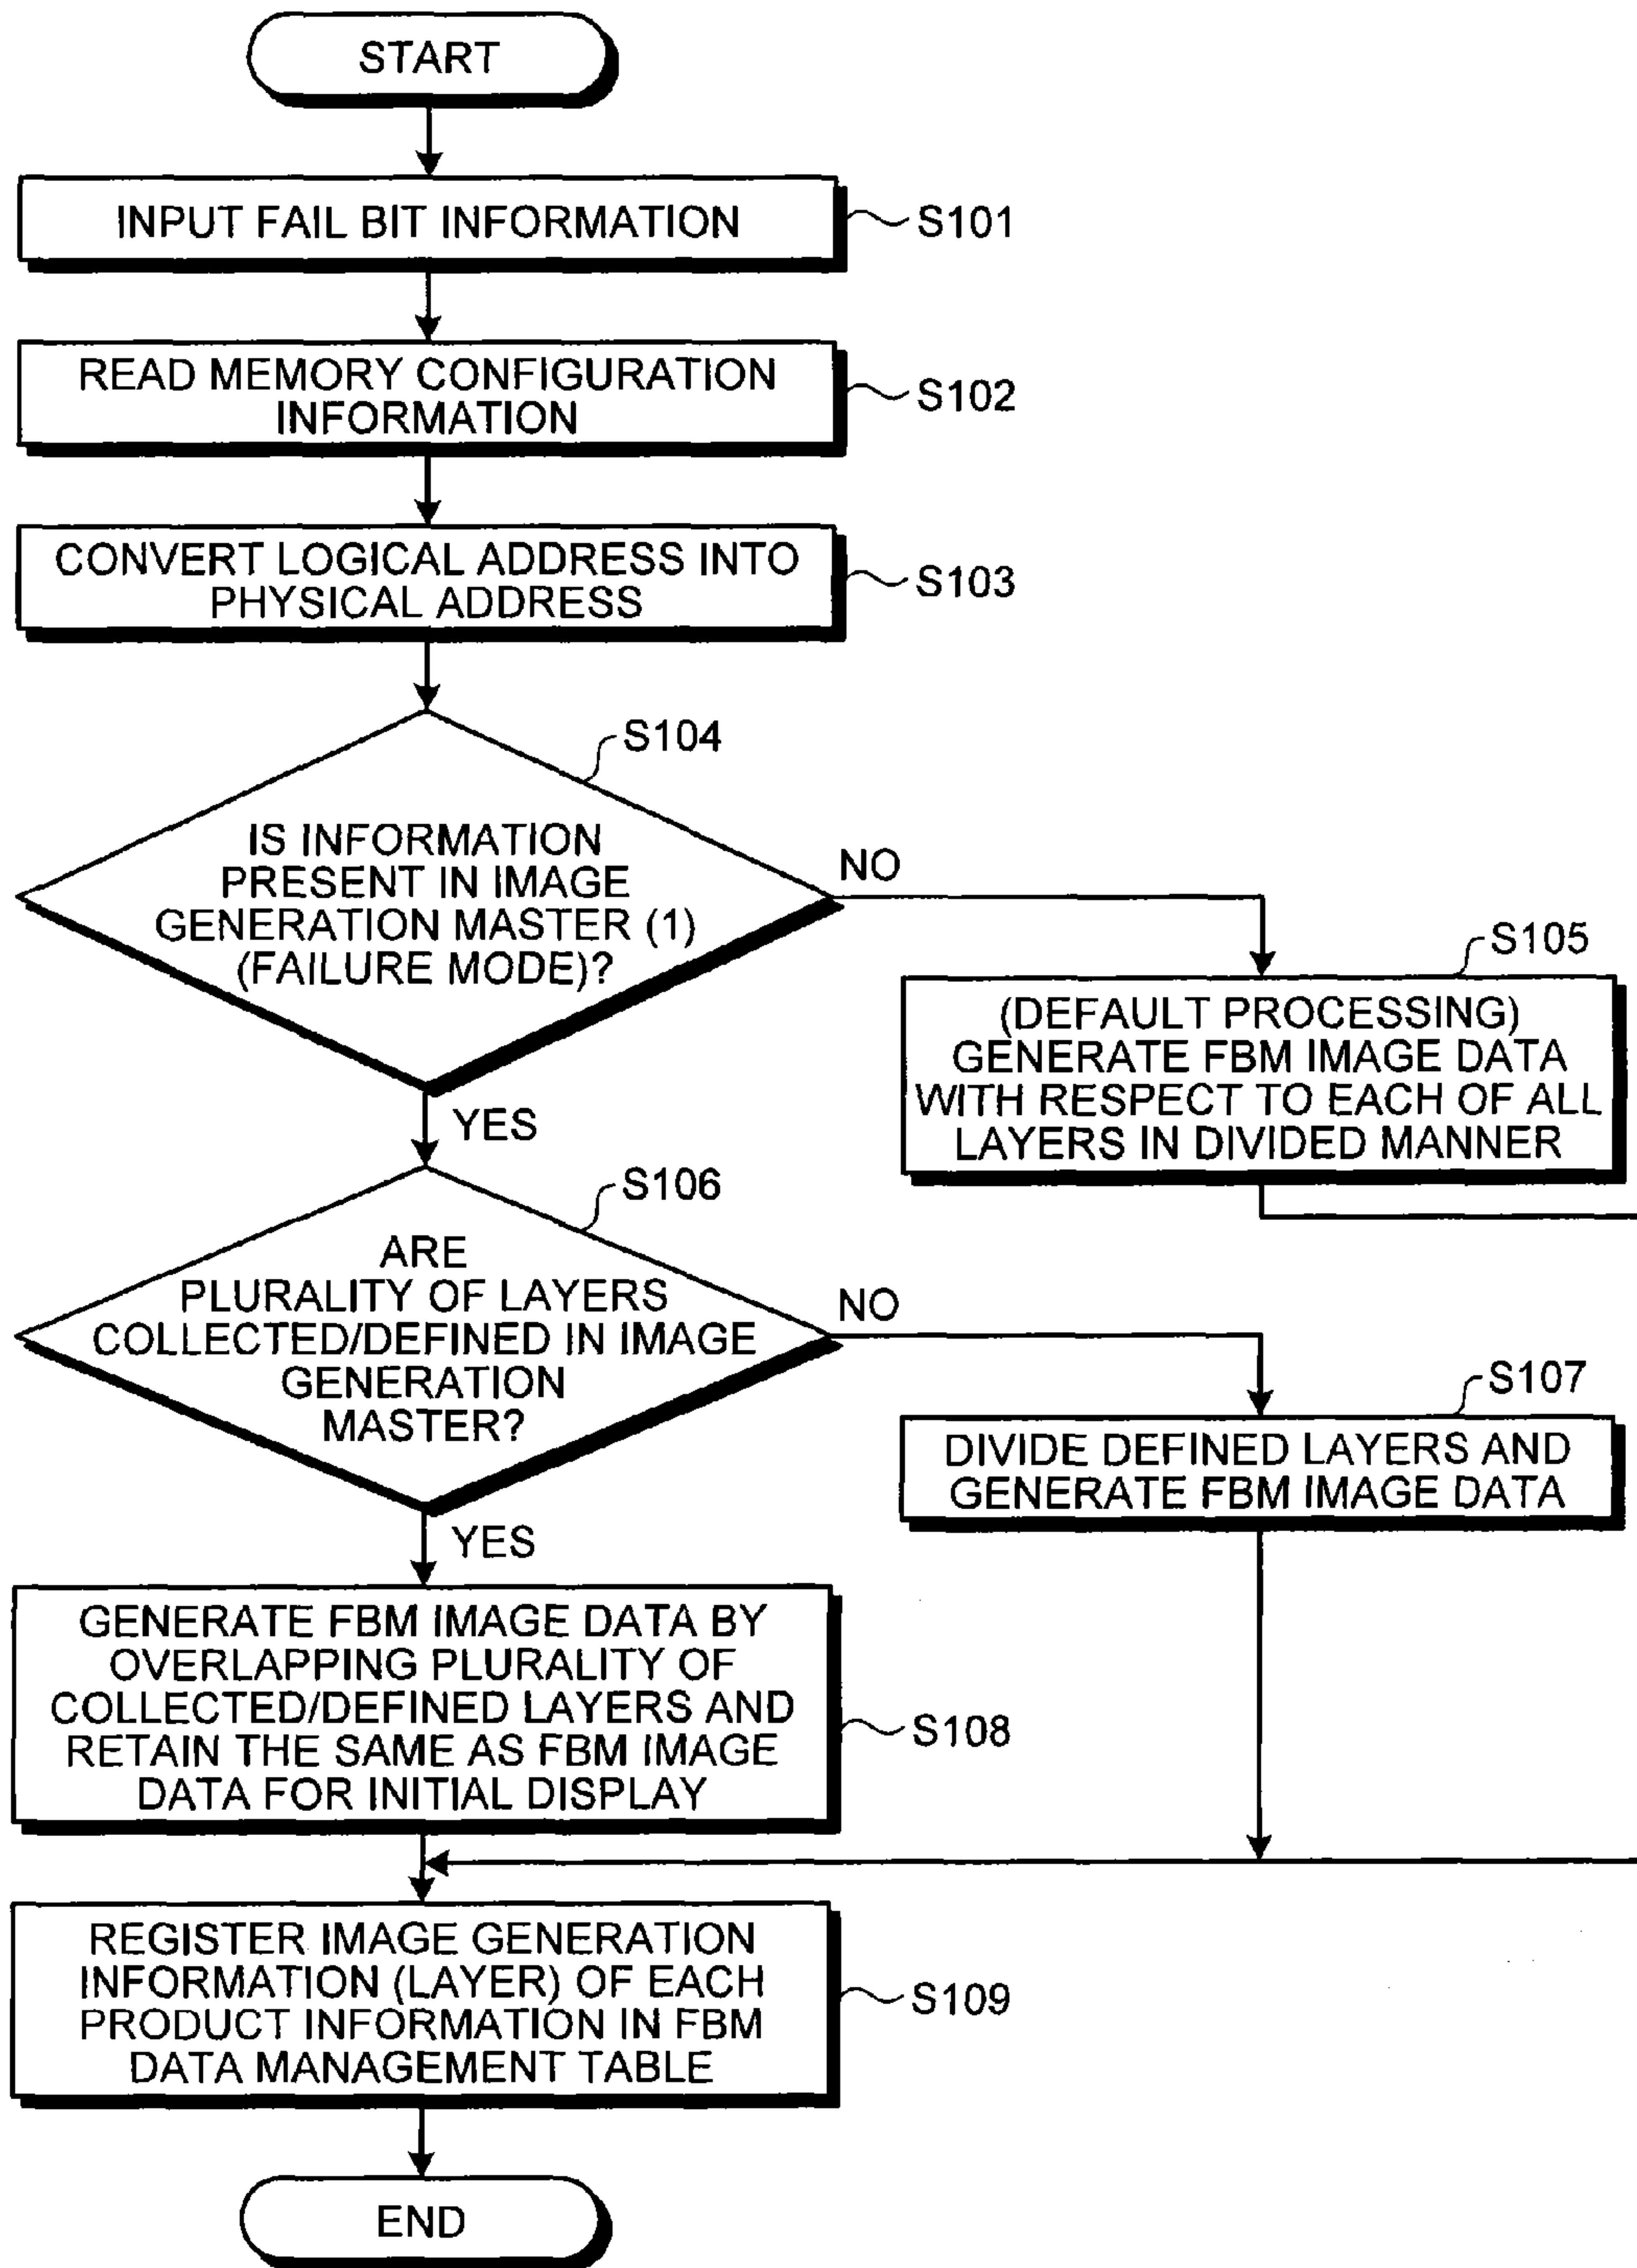 START
INPUT FAIL BIT INFORMATION
S101
READ MEMORY CONFIGURATION
INFORMATION
S102
CONVERT LOGICAL ADDRESS INTO
PHYSICAL ADDRESS
S103
S104
IS INFORMATION
PRESENT IN IMAGE
GENERATION MASTER (1)
(FAILURE MODE)?
NO
YES
S105
(DEFAULT PROCESSING)
GENERATE FBM IMAGE DATA
WITH RESPECT TO EACH OF ALL
LAYERS IN DIVIDED MANNER
S106
ARE
PLURALITY OF LAYERS
COLLECTED/DEFINED IN IMAGE
GENERATION
MASTER?
NO
YES
S107
DIVIDE DEFINED LAYERS AND
GENERATE FBM IMAGE DATA
GENERATE FBM IMAGE DATA BY
OVERLAPPING PLURALITY OF
COLLECTED/DEFINED LAYERS AND
RETAIN THE SAME AS FBM IMAGE
DATA FOR INITIAL DISPLAY
S108
REGISTER IMAGE GENERATION
INFORMATION (LAYER) OF EACH
PRODUCT INFORMATION IN FBM
DATA MANAGEMENT TABLE
S109
END